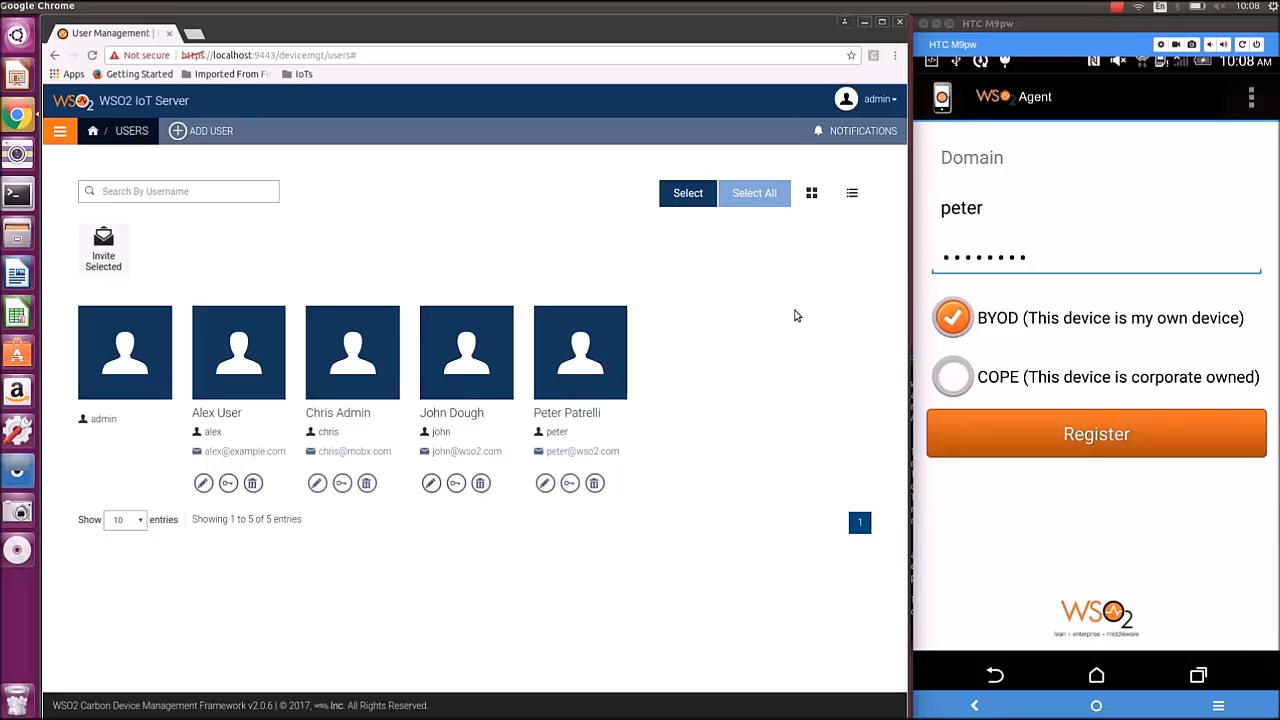 Google Chrome
En
10:08
User Management |
Not secure
https://localhost:9443/devicemgt/users#
Apps
Getting Started
Imported From Fi
IoTs
WSO2 WSO2 IoT Server
admin
/ USERS
ADD USER
NOTIFICATIONS
Search By Username
Select
Select All
Invite
Selected
Alex User
Chris Admin
John Dough
Peter Patrelli
admin
alex
chris
john
peter
alex@example.com
chris@mobx.com
john@wso2.com
peter@wso2.com
Show 10 entries
Showing 1 to 5 of 5 entries
1
WSO2 Carbon Device Management Framework v2.0.6 | © 2017, WSO2 Inc. All Rights Reserved.
HTC M9pw
HTC M9pw
10:08 AM
WSO2 Agent
Domain
peter
BYOD (This device is my own device)
COPE (This device is corporate owned)
Register
WSO2
lean • enterprise • middleware